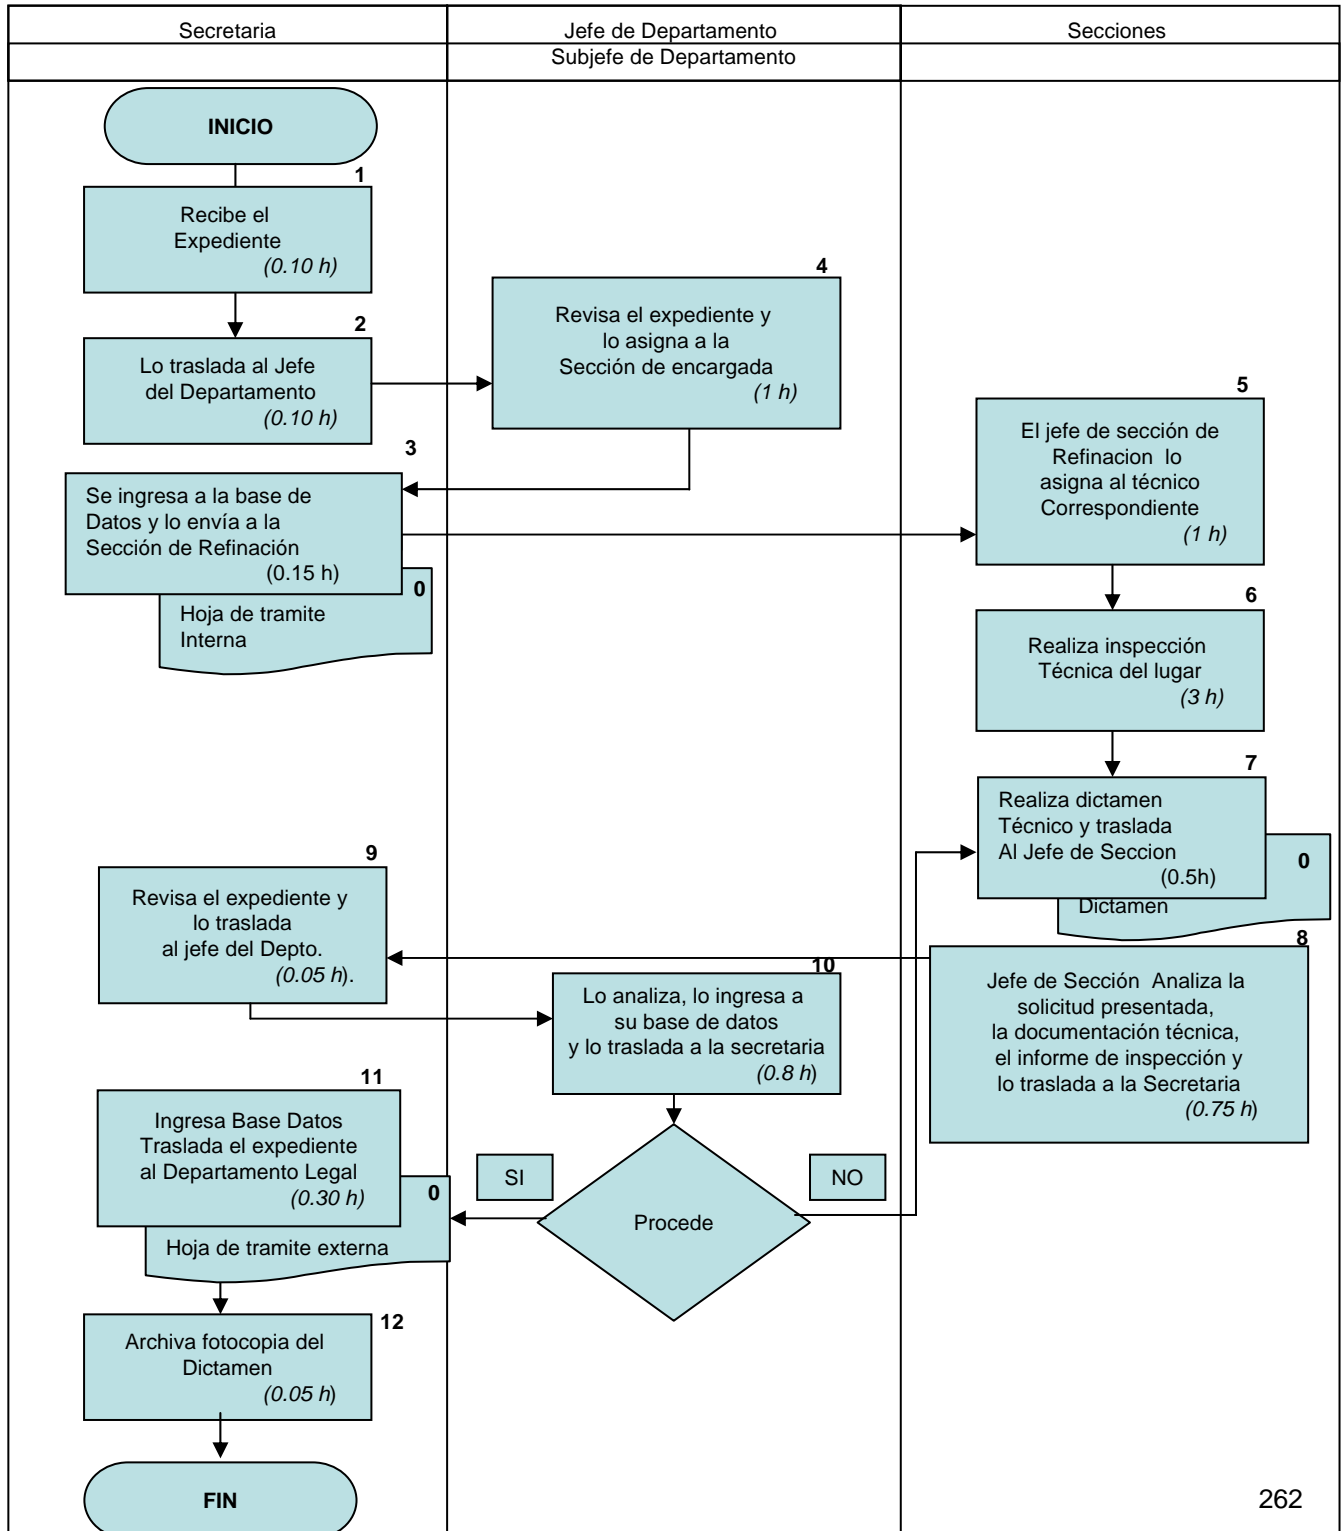 Secretaria
Jefe de Departamento
Secciones
Subjefe de Departamento
INICIO
1
Recibe el
Expediente
(0.10 h)
2
Lo traslada al Jefe
del Departamento
(0.10 h)
4
Revisa el expediente y
lo asigna a la
Sección de encargada
(1 h)
3
Se ingresa a la base de
Datos y lo envía a la
Sección de Refinación
(0.15 h)
0
Hoja de tramite
Interna
5
El jefe de sección de
Refinacion lo
asigna al técnico
Correspondiente
(1 h)
6
Realiza inspección
Técnica del lugar
(3 h)
7
Realiza dictamen
Técnico y traslada
Al Jefe de Seccion
(0.5h)
0
Dictamen
8
Jefe de Sección Analiza la
solicitud presentada,
la documentación técnica,
el informe de inspección y
lo traslada a la Secretaria
(0.75 h)
9
Revisa el expediente y
lo traslada
al jefe del Depto.
(0.05 h).
10
Lo analiza, lo ingresa a
su base de datos
y lo traslada a la secretaria
(0.8 h)
SI
NO
Procede
11
Ingresa Base Datos
Traslada el expediente
al Departamento Legal
(0.30 h)
0
Hoja de tramite externa
12
Archiva fotocopia del
Dictamen
(0.05 h)
FIN
262